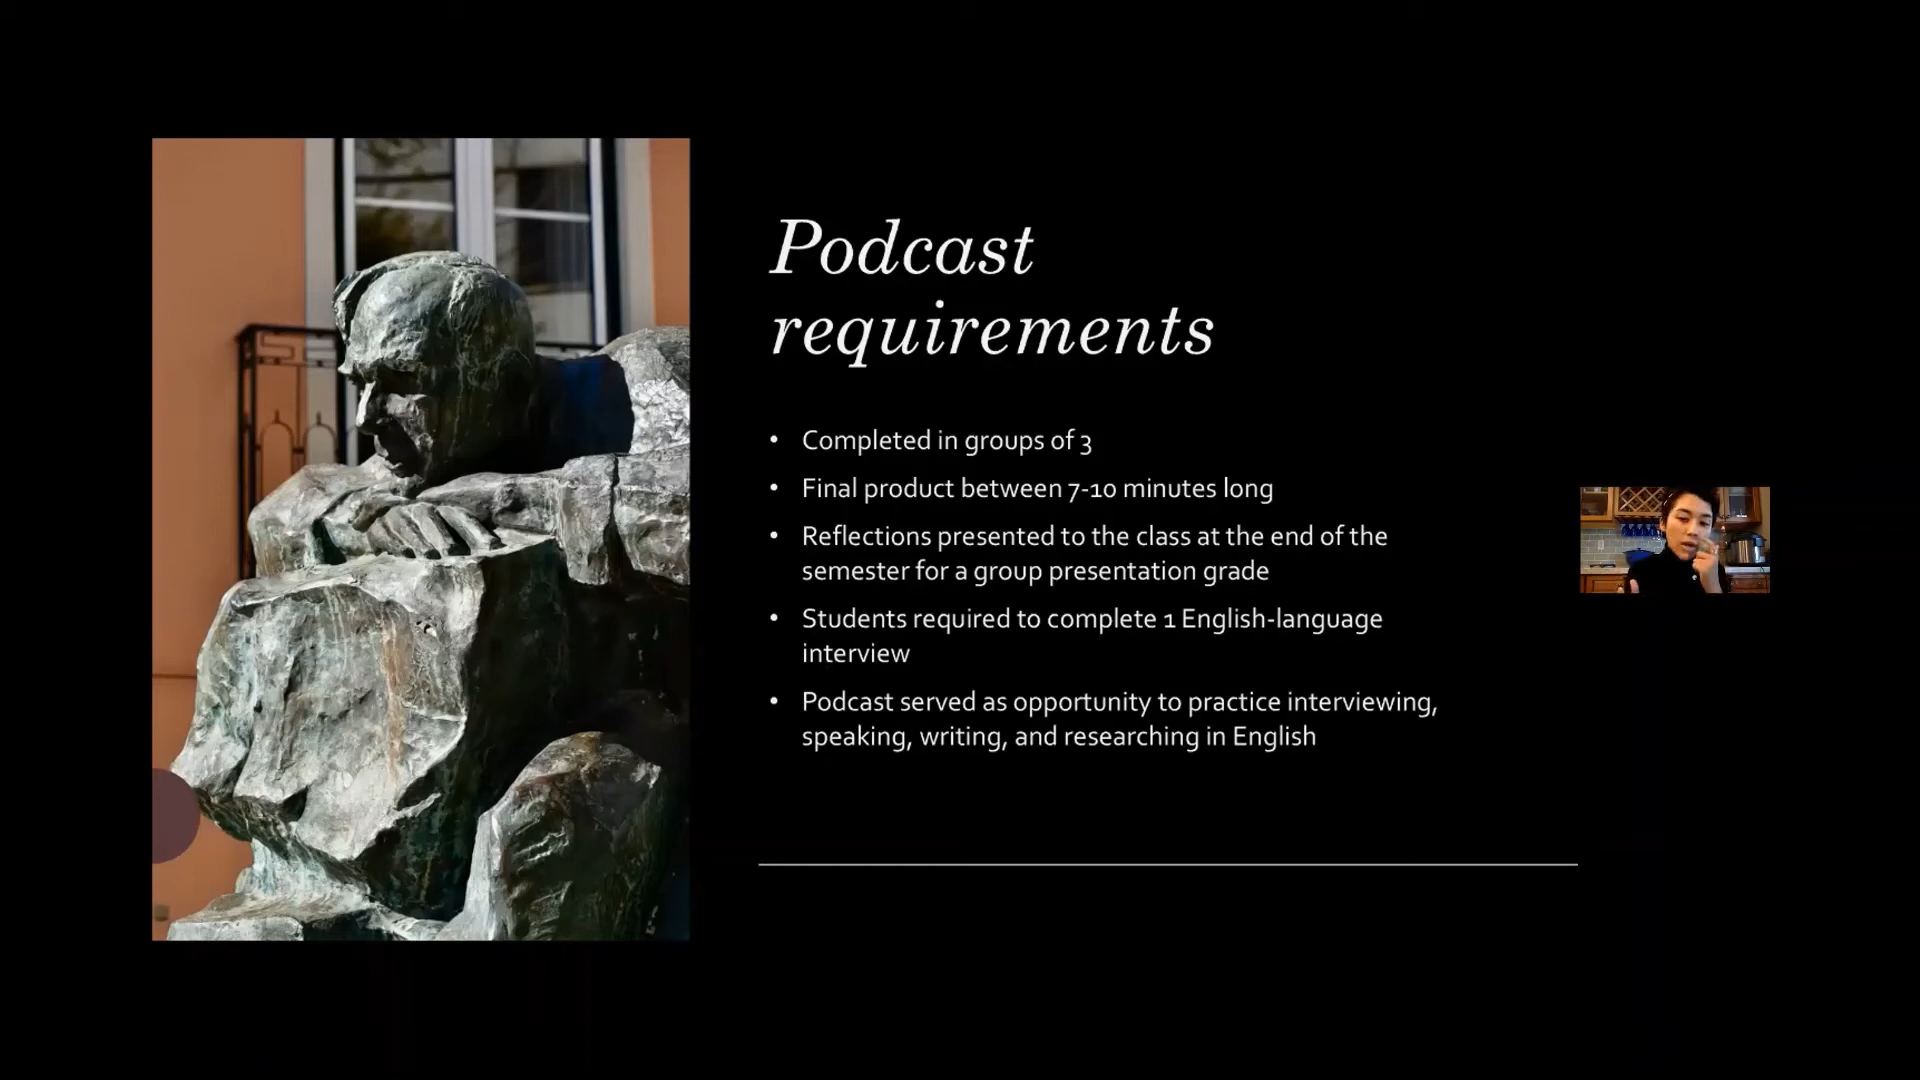 Podcast
requirements
• Completed in groups of 3
• Final product between 7-10 minutes long
• Reflections presented to the class at the end of the
semester for a group presentation grade
• Students required to complete 1 English-language
interview
• Podcast served as opportunity to practice interviewing,
speaking, writing, and researching in English